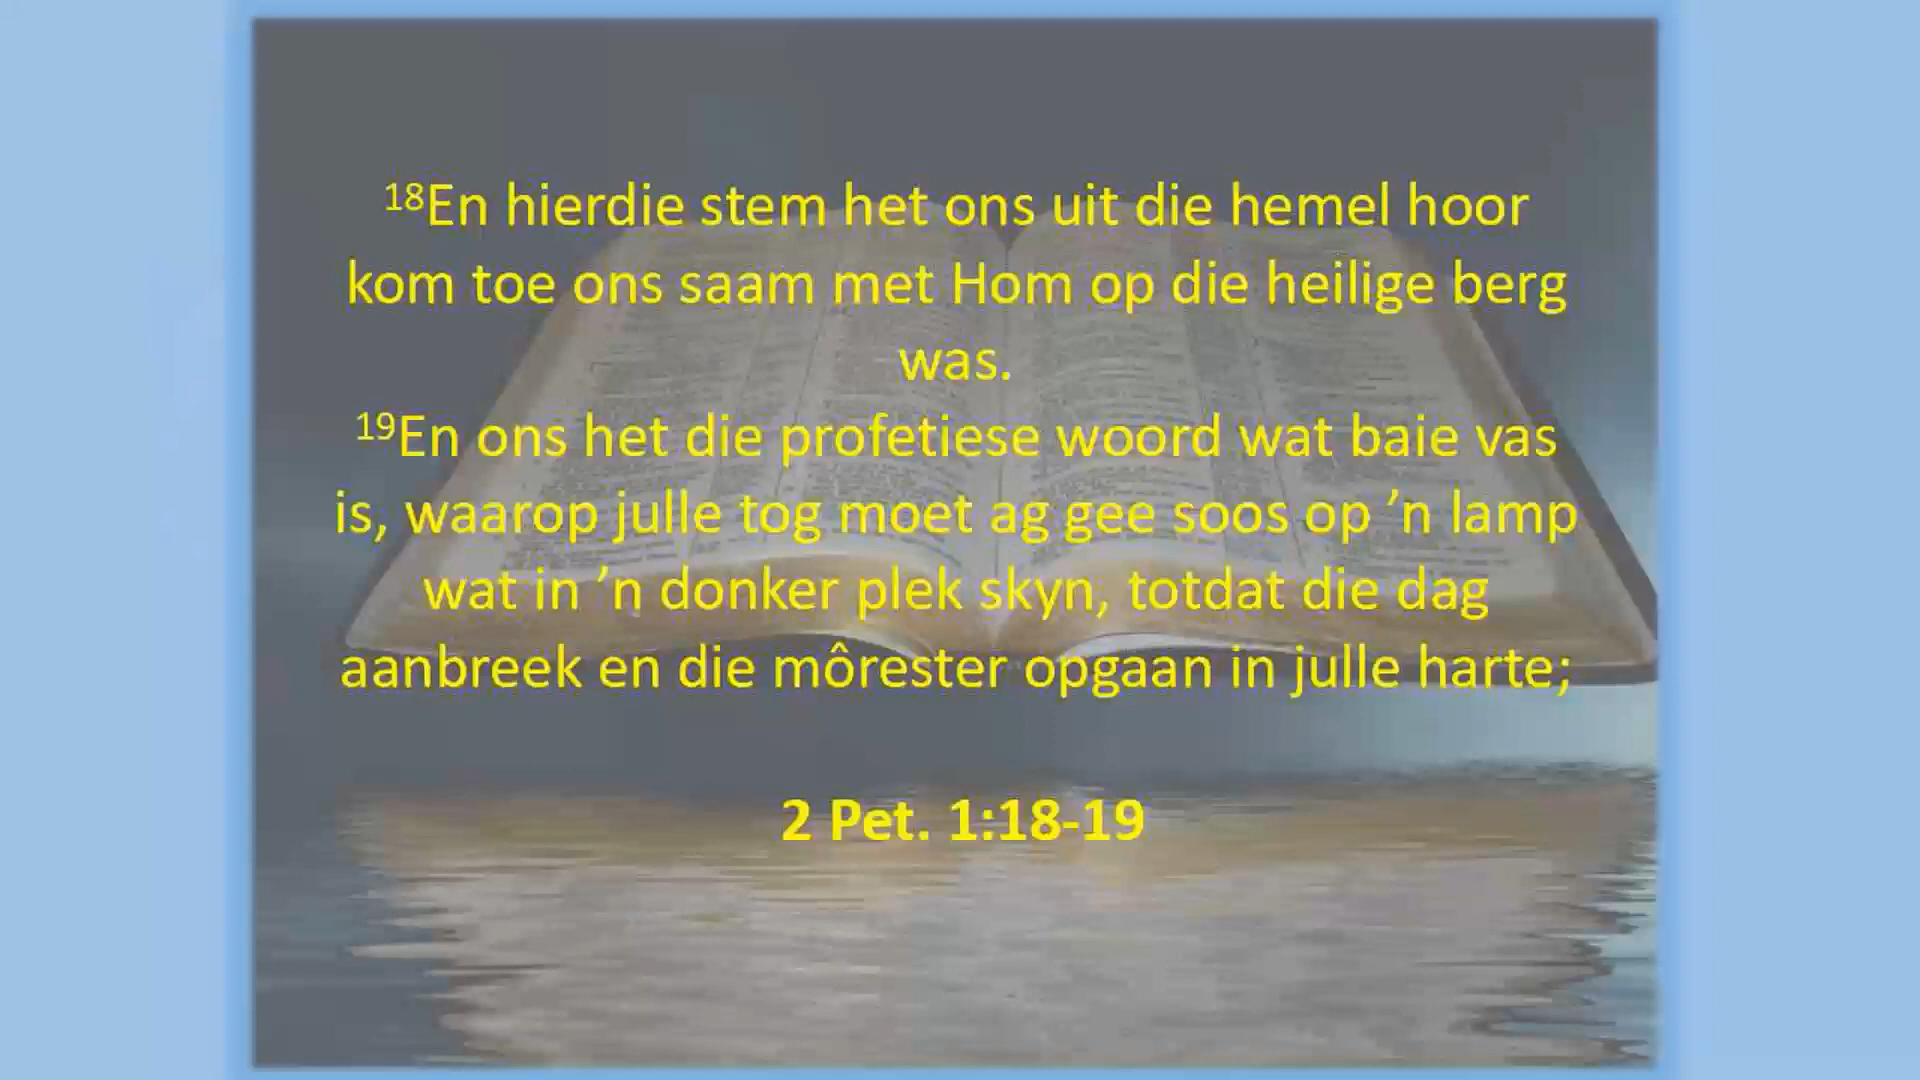 18En hierdie stem het ons uit die hemel hoor
kom toe ons saam met Hom op die heilige berg
was.
19En ons het die profetiese woord wat baie vas
is, waarop julle tog moet ag gee soos op ’n lamp
wat in ’n donker plek skyn, totdat die dag
aanbreek en die môrester opgaan in julle harte;
2 Pet. 1:18-19